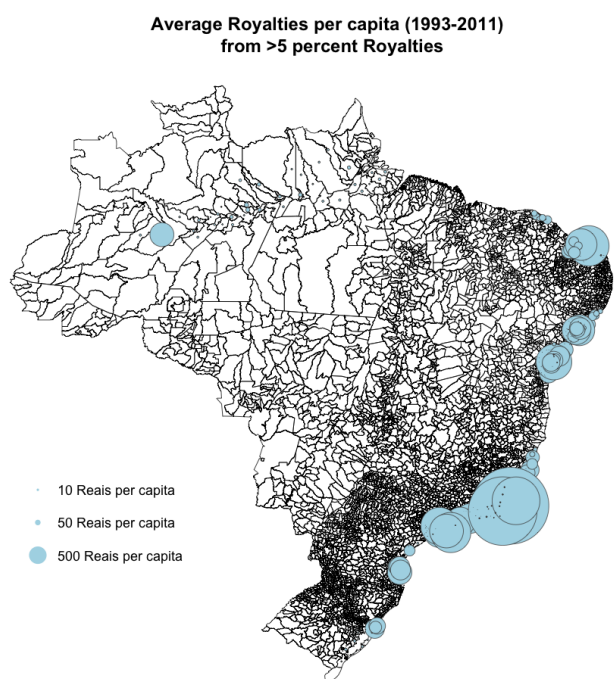 Average Royalties per capita (1993-2011)
from >5 percent Royalties
10 Reais per capita
50 Reais per capita
500 Reais per capita